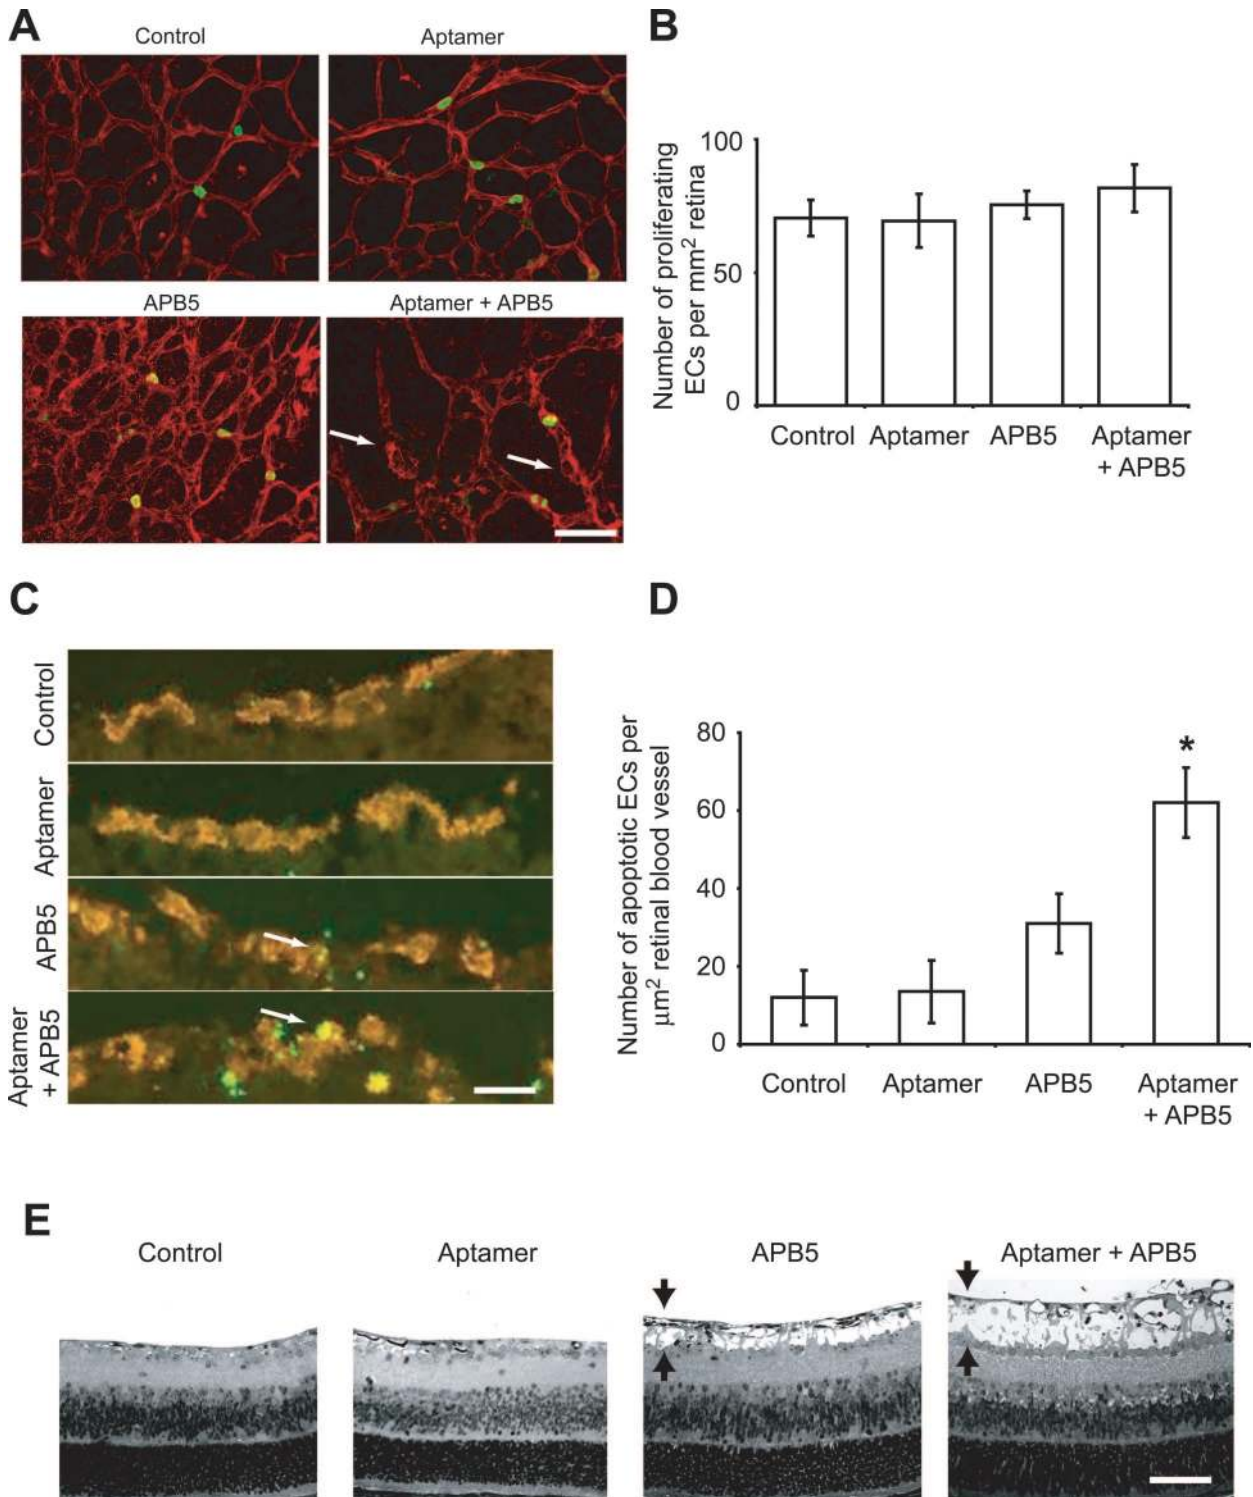 A
Control
Aptamer
APB5
Aptamer + APB5
B
Number of proliferating
ECs per mm² retina
100
50
0
Control
Aptamer
APB5
Aptamer
+ APB5
C
Control
Aptamer
APB5
Aptamer
+ APB5
D
Number of apoptotic ECs per
μm² retinal blood vessel
80
60
40
20
0
*
Control
Aptamer
APB5
Aptamer
+ APB5
E
Control
Aptamer
APB5
Aptamer + APB5